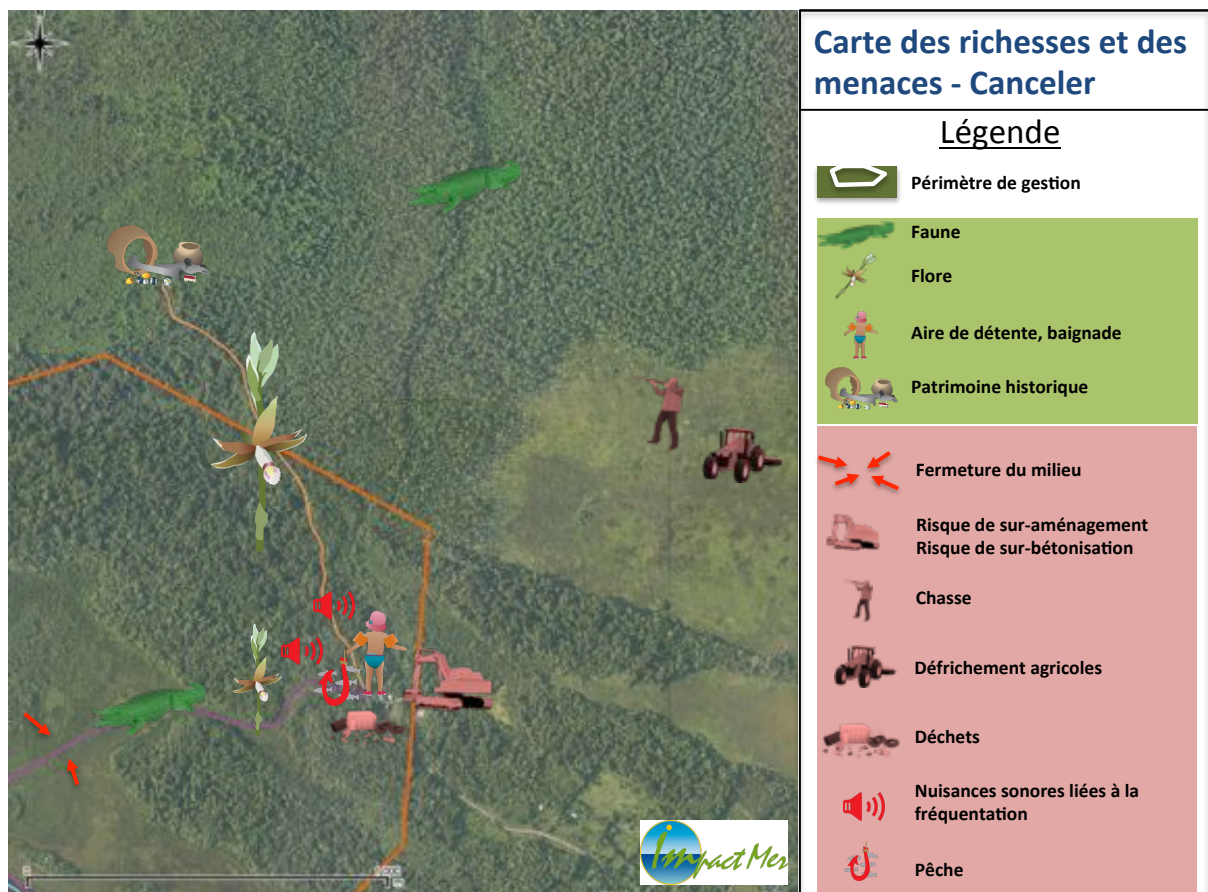 Carte des richesses et des
menaces - Canceler
Légende
Périmètre de gestion
Faune
Flore
Aire de détente, baignade
Patrimoine historique
Fermeture du milieu
Risque de sur-aménagement
Risque de sur-bétonisation
Chasse
Défrichement agricoles
Déchets
Nuisances sonores liées à la
fréquentation
Pêche
Impact Mer